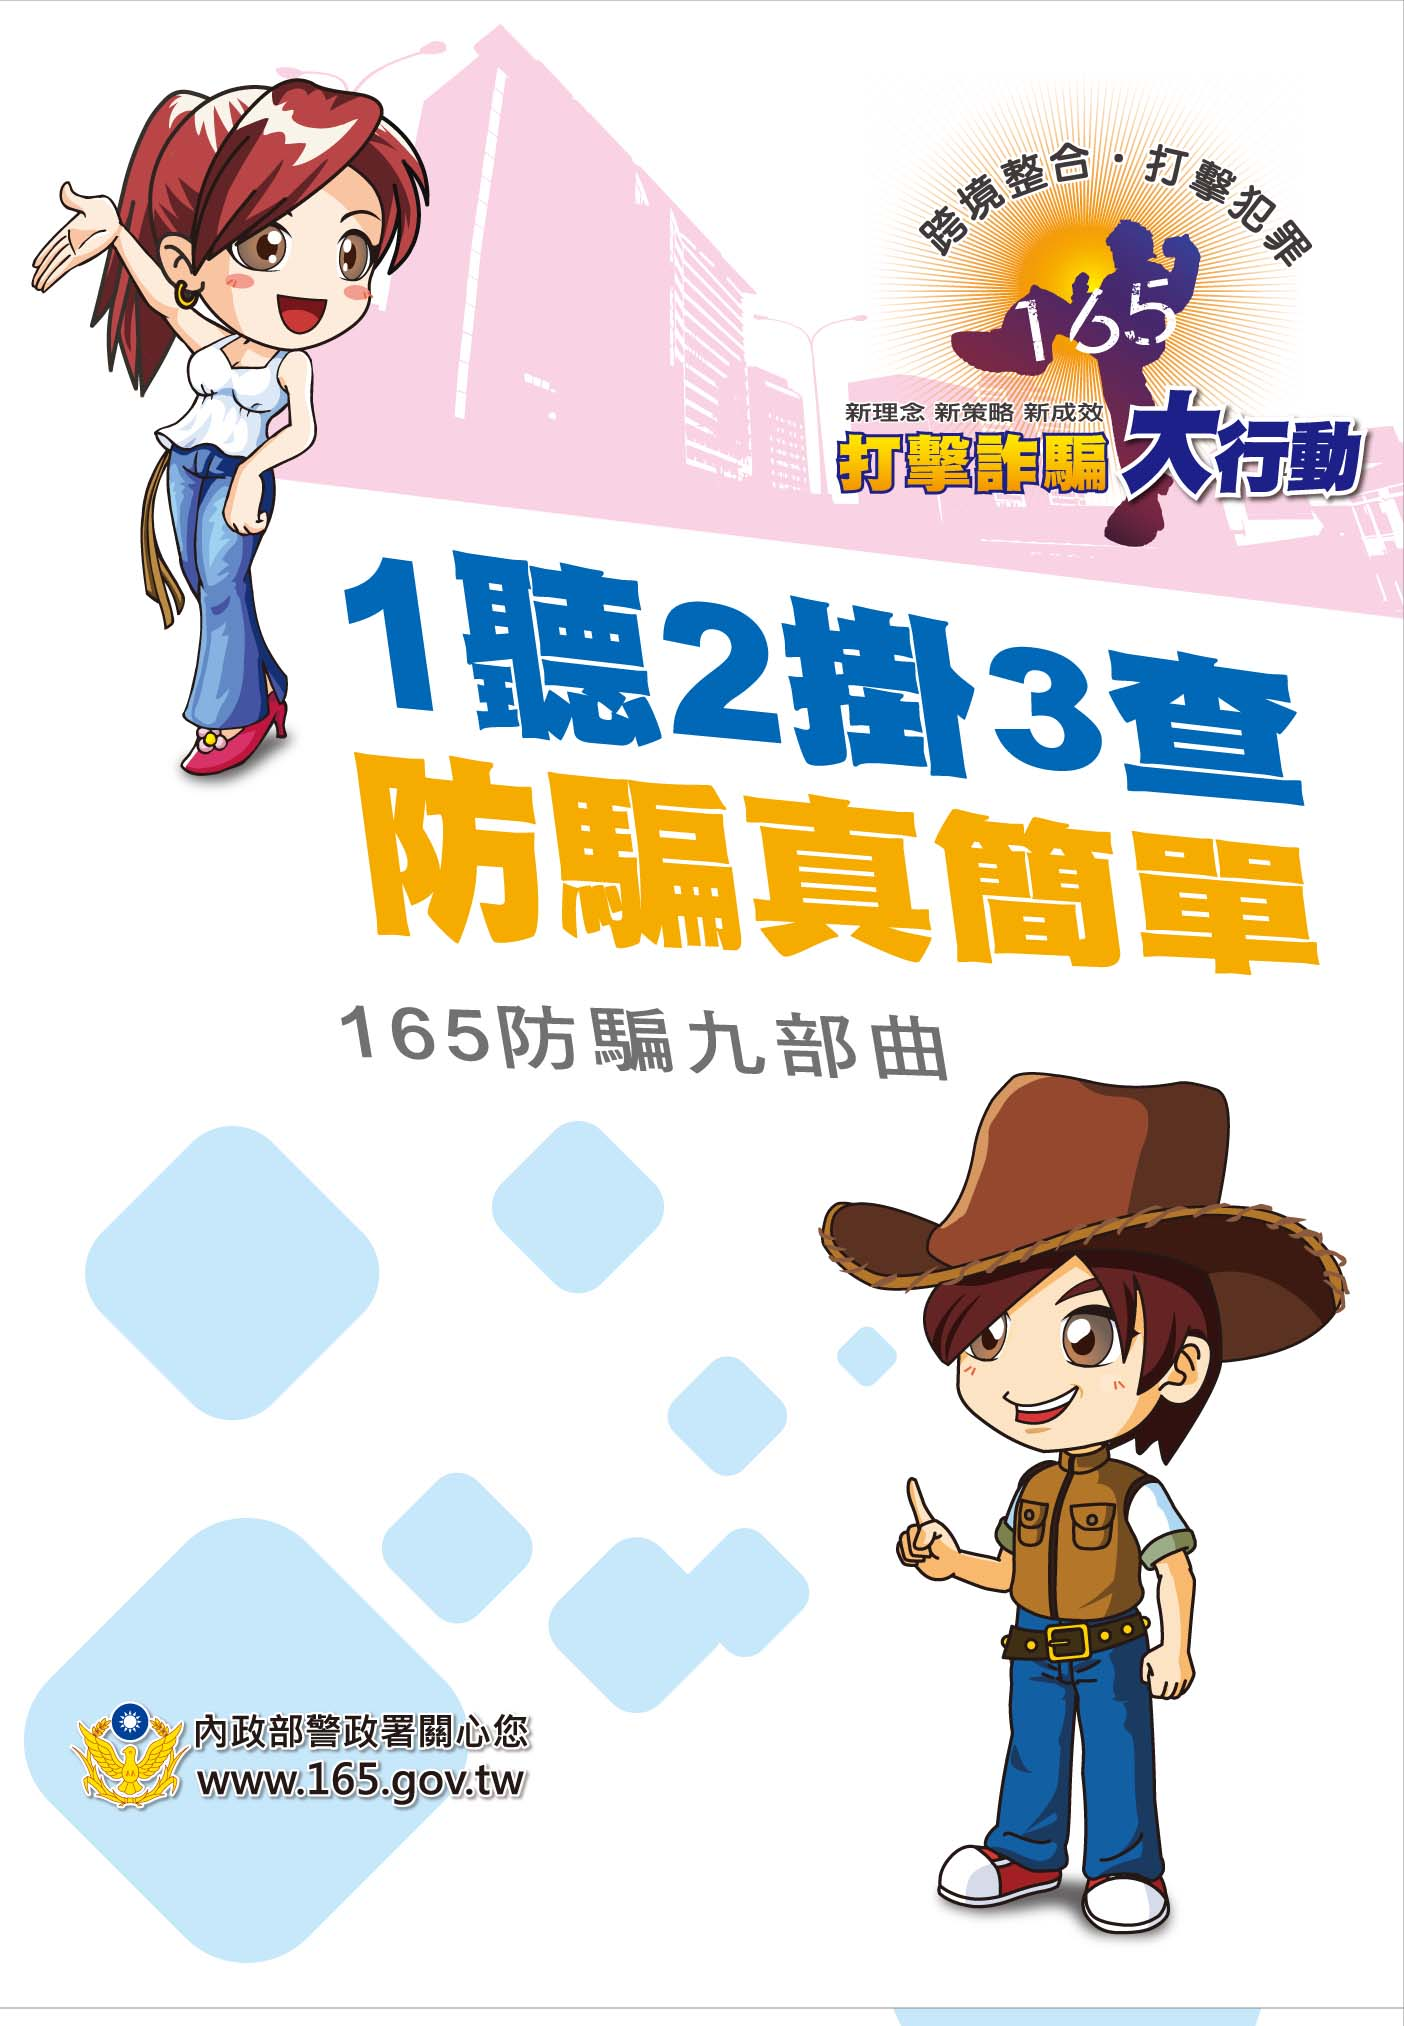 跨境整合・打擊犯罪
165
新理念 新策略 新成效
打擊詐騙大行動
1聽2掛3查
防騙真簡單
165防騙九部曲
內政部警政署關心您
www.165.gov.tw